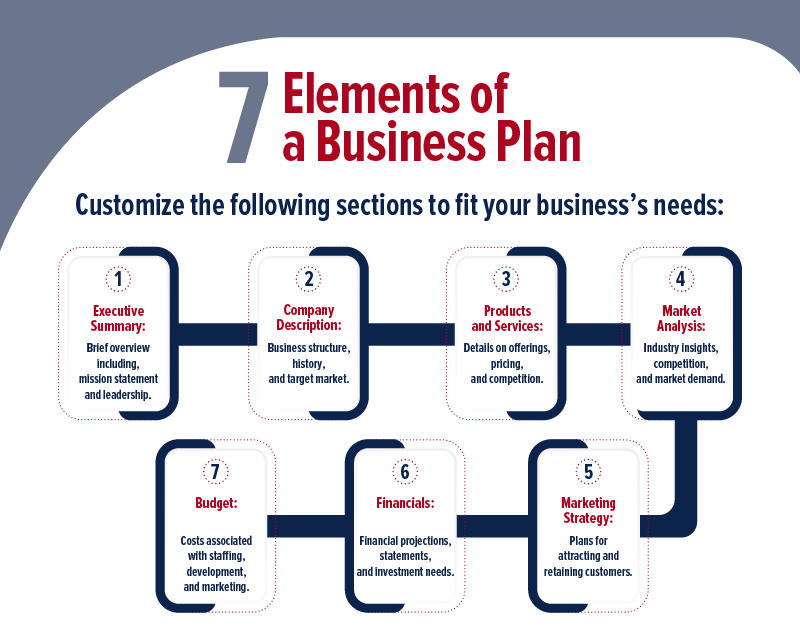 7 Elements of
a Business Plan
Customize the following sections to fit your business's needs:
1
Executive
Summary:
Brief overview
including,
mission statement
and leadership.
2
Company
Description:
Business structure,
history,
and target market.
3
Products
and Services:
Details on offerings,
pricing,
and competition.
4
Market
Analysis:
Industry insights,
competition,
and market demand.
5
Marketing
Strategy:
Plans for
attracting and
retaining customers.
6
Financials:
Financial projections,
statements,
and investment needs.
7
Budget:
Costs associated
with staffing,
development,
and marketing.